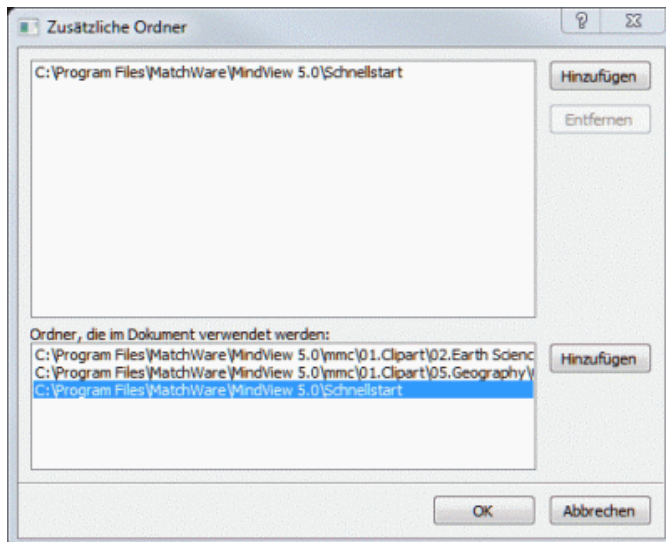 Zusätzliche Ordner
C:\Program Files\MatchWare\MindView 5.0\Schnellstart
Hinzufügen
Entfernen
Ordner, die im Dokument verwendet werden:
C:\Program Files\MatchWare\MindView 5.0\mmc\01.Clipart\02.Earth Scienc
C:\Program Files\MatchWare\MindView 5.0\mmc\01.Clipart\05.Geography\
C:\Program Files\MatchWare\MindView 5.0\Schnellstart
Hinzufügen
OK
Abbrechen